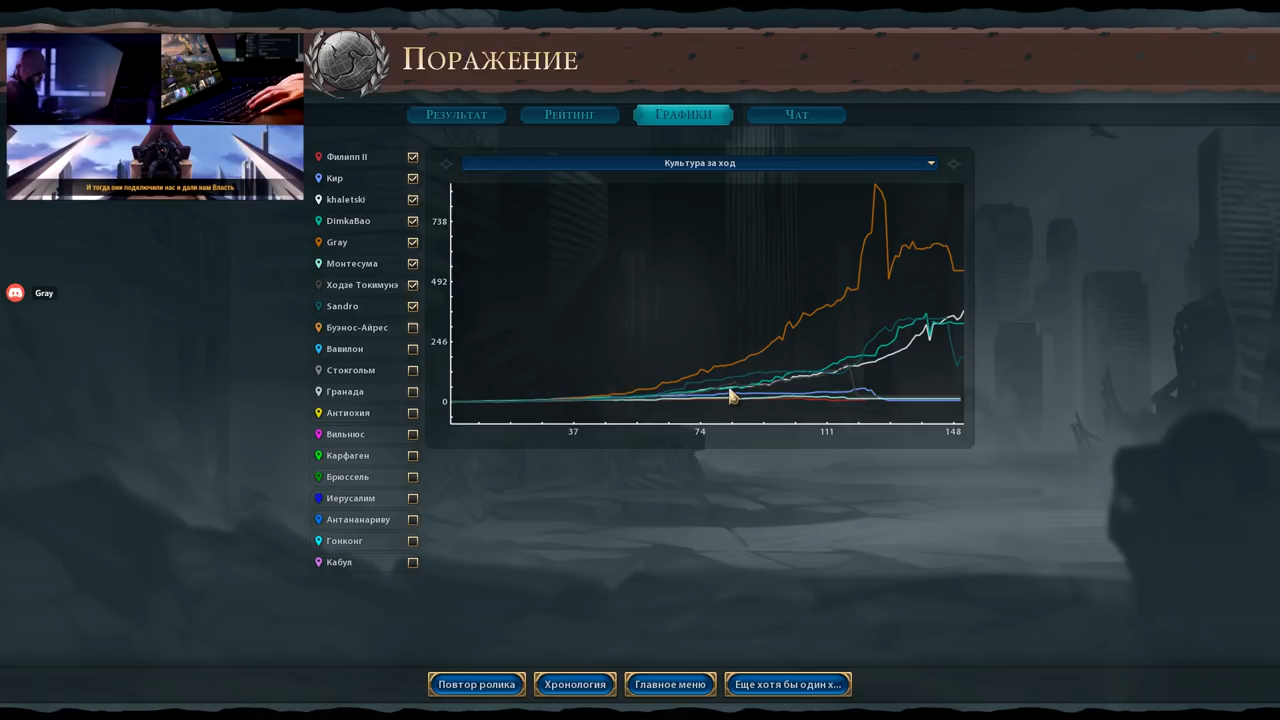 Поражение
Результат
Рейтинг
Графики
Чат
И тогда они подключили нас и дали нам Власть
Филипп II
Кир
khaletski
DimkaBao
Gray
Монтесума
Ходзе Токимунэ
Sandro
Буэнос-Айрес
Вавилон
Стокгольм
Гранада
Антиохия
Вильнюс
Карфаген
Брюссель
Иерусалим
Антананариву
Гонконг
Кабул
Культура за ход
738
492
246
0
37
74
111
148
Gray
Повтор ролика
Хронология
Главное меню
Еще хотя бы один х...